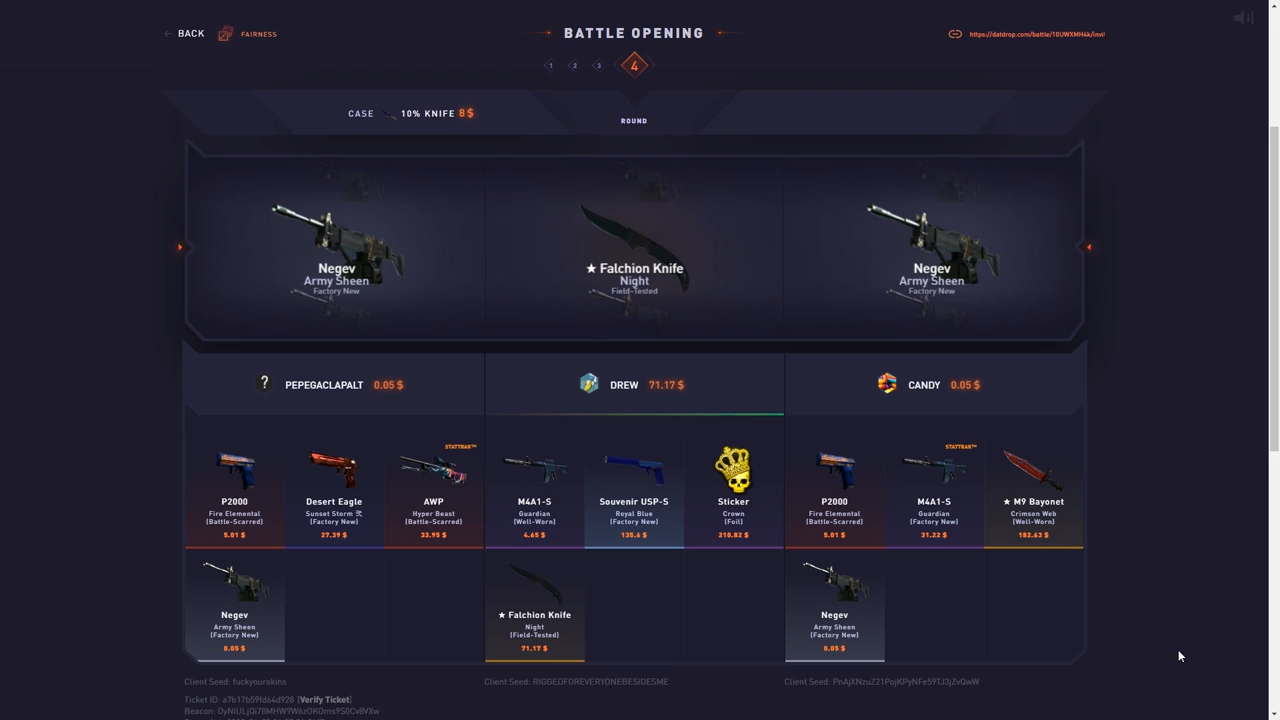 BACK
FAIRNESS
BATTLE OPENING
https://datdrop.com/battle/10UWXMH4k/invi
1 2 3 4
CASE 10% KNIFE 8 $
ROUND
Negev
Army Sheen
Factory New
★ Falchion Knife
Night
Field-Tested
Negev
Army Sheen
Factory New
? PEPEGACLAPALT 0.05 $
DREW 71.17 $
CANDY 0.05 $
P2000
Fire Elemental
(Battle-Scarred)
5.01 $
Desert Eagle
Sunset Storm 弐
(Factory New)
27.39 $
STATTRAK™
AWP
Hyper Beast
(Battle-Scarred)
33.95 $
M4A1-S
Guardian
(Well-Worn)
4.65 $
Souvenir USP-S
Royal Blue
(Factory New)
135.6 $
Sticker
Crown
(Foil)
210.82 $
P2000
Fire Elemental
(Battle-Scarred)
5.01 $
STATTRAK™
M4A1-S
Guardian
(Factory New)
31.22 $
★ M9 Bayonet
Crimson Web
(Well-Worn)
182.63 $
Negev
Army Sheen
(Factory New)
0.05 $
★ Falchion Knife
Night
(Field-Tested)
71.17 $
Negev
Army Sheen
(Factory New)
0.05 $
Client Seed: fuckyourskins
Client Seed: RIGGEDFOREVERYONEBESIDESME
Client Seed: PnAjXNzuZ21PojKPyNFe59TJ3jZvQwW
Ticket ID: a7b17b59fd64d928 [Verify Ticket]
Beacon: OyNIULjQi78MHW9W6zOKOms9S0Cv8VXw